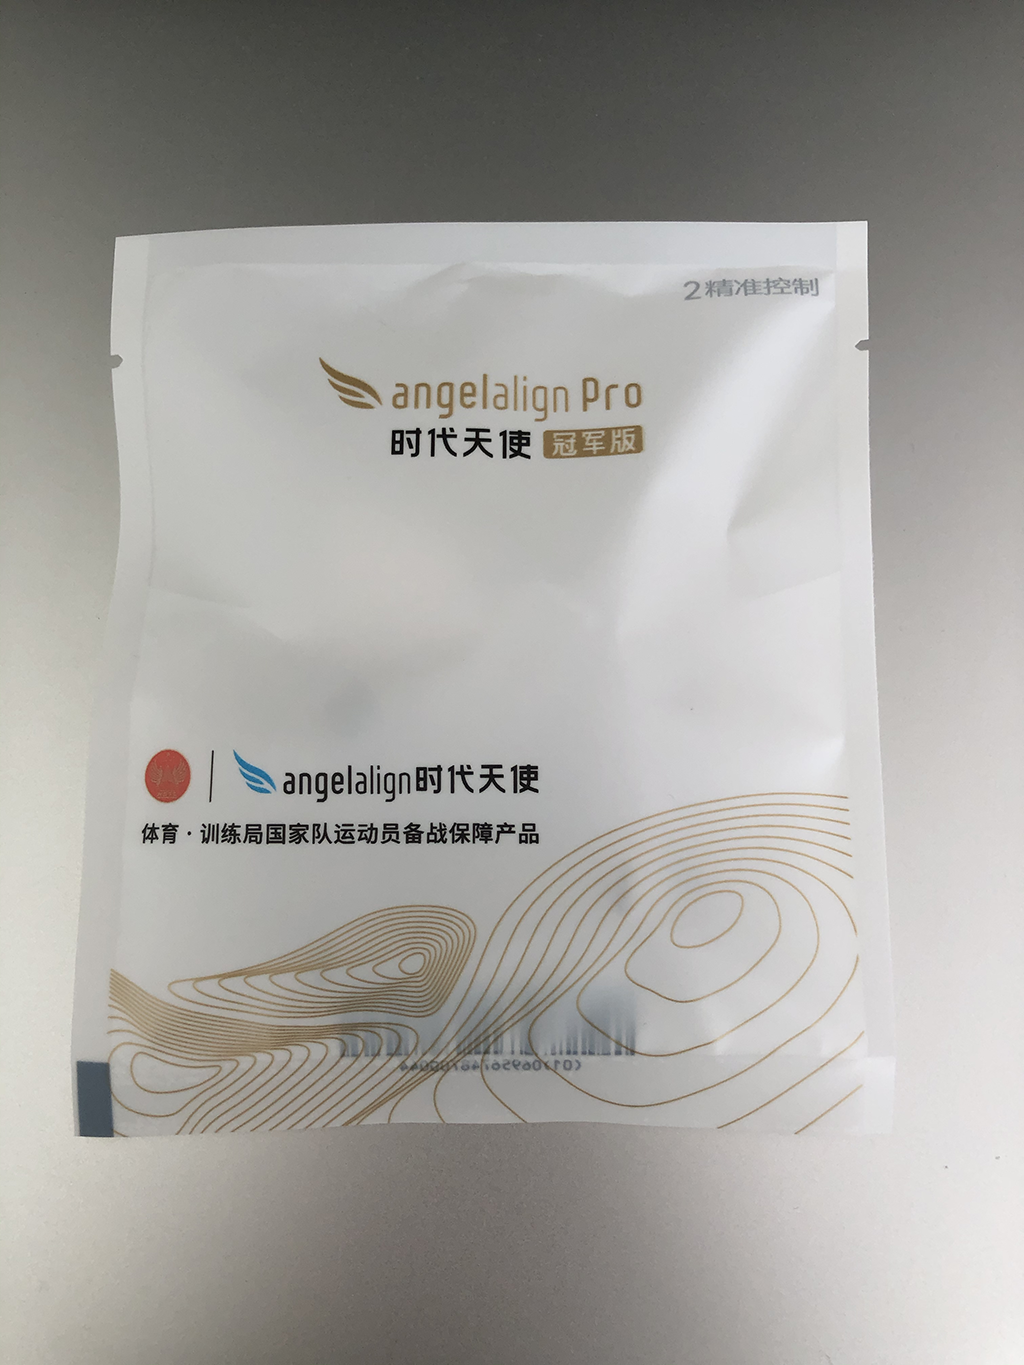 2精准控制
angelalign Pro
时代天使 冠军版
angelalign时代天使
体育·训练局国家队运动员备战保障产品